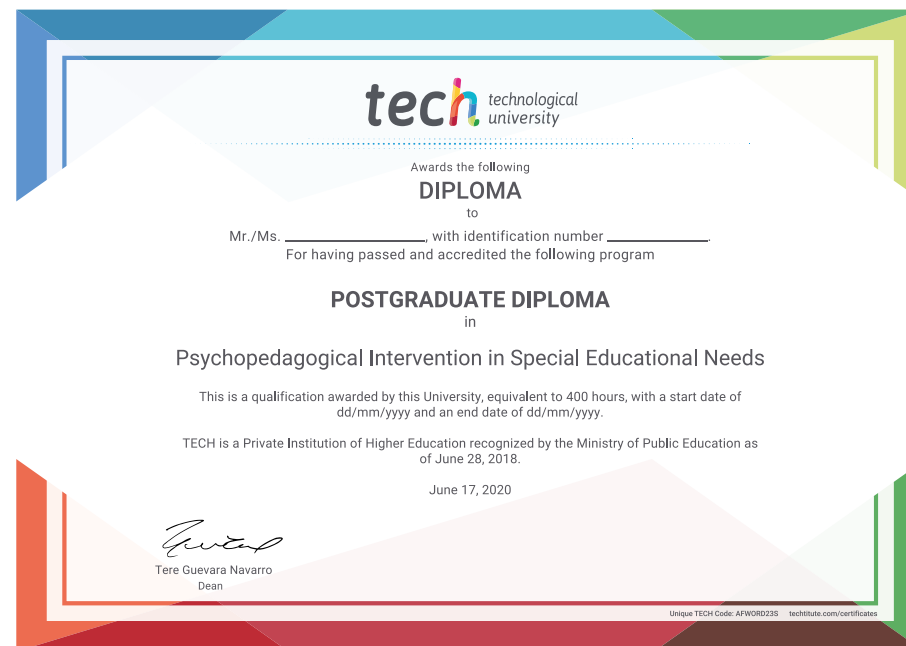 tech technological
university
Awards the following
DIPLOMA
to
Mr./Ms. ____________, with identification number ____________.
For having passed and accredited the following program
POSTGRADUATE DIPLOMA
in
Psychopedagogical Intervention in Special Educational Needs
This is a qualification awarded by this University, equivalent to 400 hours, with a start date of
dd/mm/yyyy and an end date of dd/mm/yyyy.
TECH is a Private Institution of Higher Education recognized by the Ministry of Public Education as
of June 28, 2018.
June 17, 2020
Tere Guevara Navarro
Dean
Unique TECH Code: AFWORD23S techtitute.com/certificates